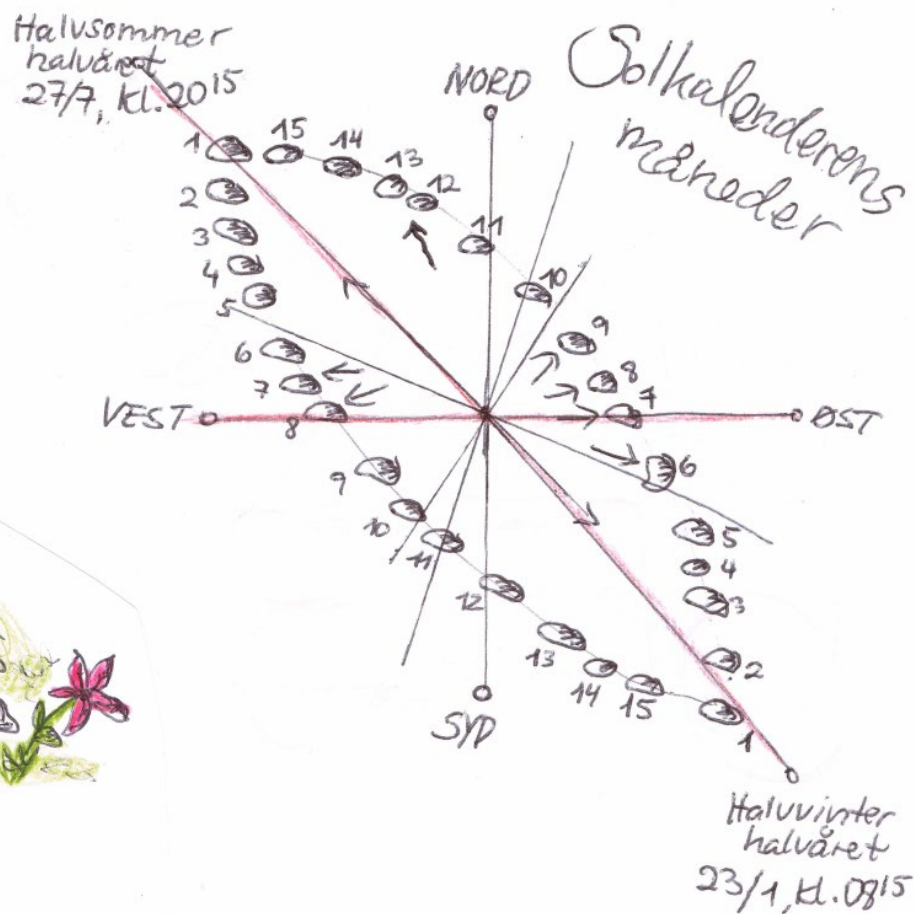 Halvsommer
halvåret
27/7, kl. 20¹⁵
Solkalenderens
måneder
NORD
1
15
14
13
12
11
10
9
8
7
6
5
4
3
2
2
3
4
5
6
7
8
9
10
11
12
13
14
15
1
VEST
ØST
SYD
Halvvinter
halvåret
23/1, kl. 08¹⁵